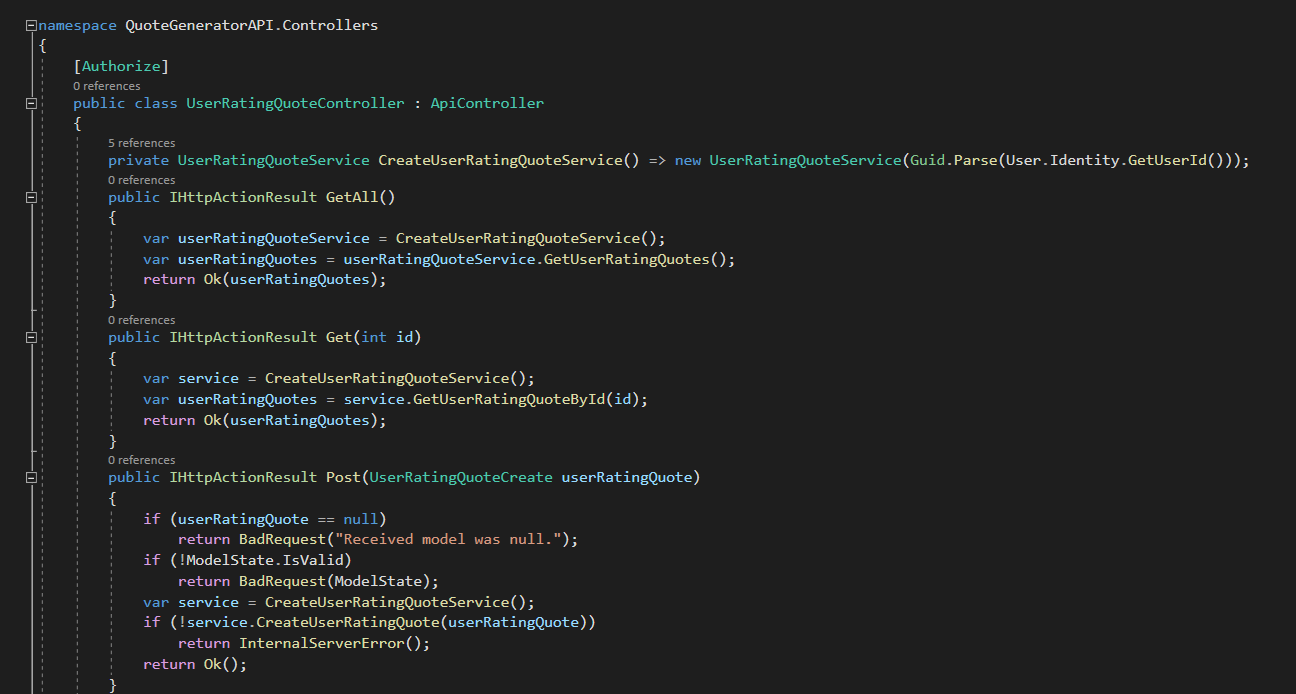 namespace QuoteGeneratorAPI.Controllers
{
[Authorize]
0 references
public class UserRatingQuoteController : ApiController
{
5 references
private UserRatingQuoteService CreateUserRatingQuoteService() => new UserRatingQuoteService(Guid.Parse(User.Identity.GetUserId()));
0 references
public IHttpActionResult GetAll()
{
var userRatingQuoteService = CreateUserRatingQuoteService();
var userRatingQuotes = userRatingQuoteService.GetUserRatingQuotes();
return Ok(userRatingQuotes);
}
0 references
public IHttpActionResult Get(int id)
{
var service = CreateUserRatingQuoteService();
var userRatingQuotes = service.GetUserRatingQuoteById(id);
return Ok(userRatingQuotes);
}
0 references
public IHttpActionResult Post(UserRatingQuoteCreate userRatingQuote)
{
if (userRatingQuote == null)
return BadRequest("Received model was null.");
if (!ModelState.IsValid)
return BadRequest(ModelState);
var service = CreateUserRatingQuoteService();
if (!service.CreateUserRatingQuote(userRatingQuote))
return InternalServerError();
return Ok();
}